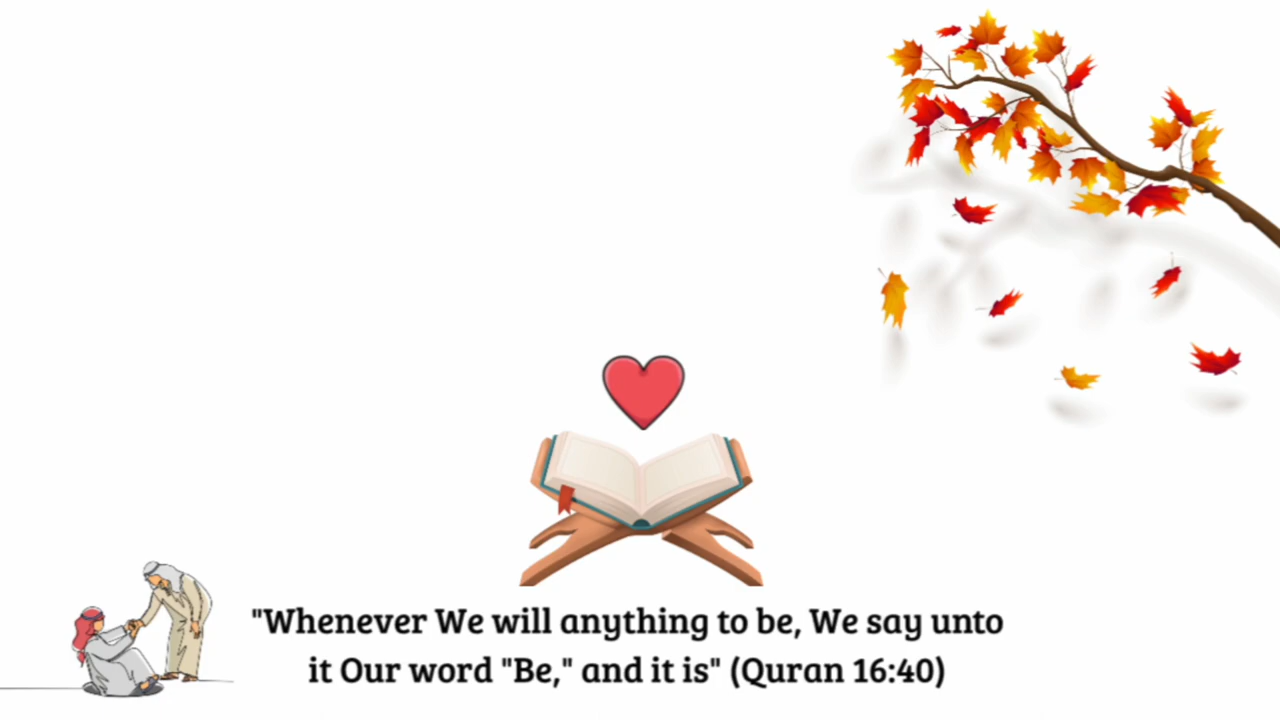 "Whenever We will anything to be, We say unto
it Our word "Be," and it is" (Quran 16:40)